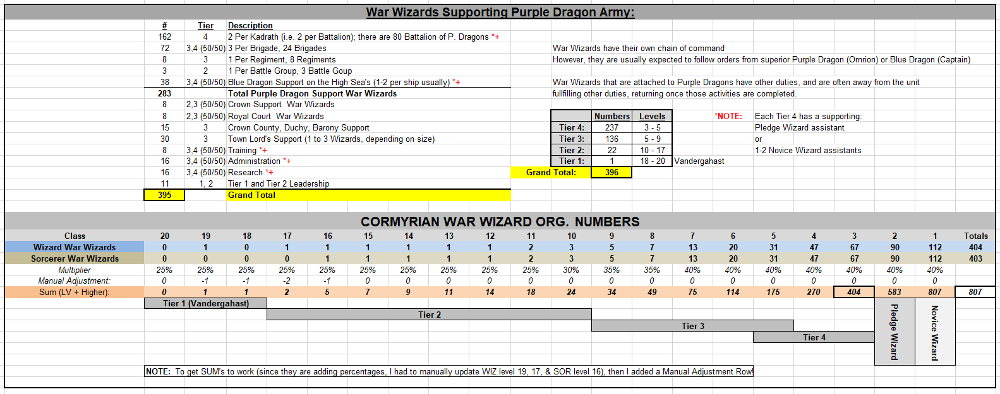 War Wizards Supporting Purple Dragon Army:
# Tier Description
162 4 2 Per Kadrath (i.e. 2 per Battalion); there are 80 Battalion of P. Dragons *+
72 3,4 (50/50) 3 Per Brigade, 24 Brigades War Wizards have their own chain of command
8 3 1 Per Regiment, 8 Regiments However, they are usually expected to follow orders from superior Purple Dragon (Ornrion) or Blue Dragon (Captain)
3 2 1 Per Battle Group, 3 Battle Goup
38 3,4 (50/50) Blue Dragon Support on the High Sea's (1-2 per ship usually) *+ War Wizards that are attached to Purple Dragons have other duties, and are often away from the unit
283 Total Purple Dragon Support War Wizards fullfilling other duties, returning once those activities are completed.
8 2,3 (50/50) Crown Support War Wizards
8 2,3 (50/50) Royal Court War Wizards Numbers Levels *NOTE: Each Tier 4 has a supporting:
15 3 Crown County, Duchy, Barony Support Tier 4: 237 3 - 5 Pledge Wizard assistant
30 3 Town Lord's Support (1 to 3 Wizards, depending on size) Tier 3: 136 5 - 9 or
8 3,4 (50/50) Training *+ Tier 2: 22 10 - 17 1-2 Novice Wizard assistants
16 3,4 (50/50) Administration *+ Tier 1: 1 18 - 20 Vandergahast
16 3,4 (50/50) Research *+ Grand Total: 396
11 1, 2 Tier 1 and Tier 2 Leadership
395 Grand Total
CORMYRIAN WAR WIZARD ORG. NUMBERS
Class 20 19 18 17 16 15 14 13 12 11 10 9 8 7 6 5 4 3 2 1 Totals
Wizard War Wizards 0 1 0 1 1 1 1 1 1 2 3 5 7 13 20 31 47 67 90 112 404
Sorcerer War Wizards 0 0 0 0 1 1 1 1 1 2 3 5 7 13 20 31 47 67 90 112 403
Multiplier 25% 25% 25% 25% 25% 25% 25% 25% 25% 25% 30% 35% 35% 40% 40% 40% 40% 40% 40% 40%
Manual Adjustment: 0 -1 -1 -2 -1 0 0 0 0 0 0 0 0 0 0 0 0 0 0 0
Sum (LV + Higher): 0 1 1 2 5 7 9 11 14 18 24 34 49 75 114 175 270 404 583 807 807
Tier 1 (Vandergahast)
Tier 2
Tier 3
Tier 4
Pledge Wizard
Novice Wizard
NOTE: To get SUM's to work (since they are adding percentages, I had to manually update WIZ level 19, 17, & SOR level 16), then I added a Manual Adjustment Row!